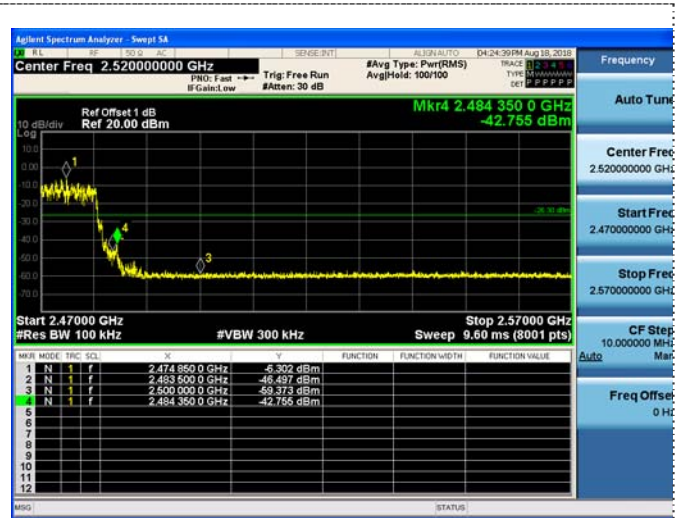 Agilent Spectrum Analyzer - Swept SA
RL RF 50 Ω AC SENSE:INT ALIGN AUTO 04:24:39 PM Aug 18, 2018
Center Freq 2.520000000 GHz
PNO: Fast
IFGain:Low
Trig: Free Run
#Atten: 30 dB
#Avg Type: Pwr(RMS)
Avg|Hold: 100/100
TRACE 1 2 3 4 5 6
TYPE M
DET P P P P P P
Mkr4 2.484 350 0 GHz
-42.755 dBm
Ref Offset 1 dB
10 dB/div Ref 20.00 dBm
Log
10.0
0.00
-10.0
-20.0
-30.0
-40.0
-50.0
-60.0
-70.0
1
4
3
-26.30 dBm
Start 2.47000 GHz Stop 2.57000 GHz
#Res BW 100 kHz #VBW 300 kHz Sweep 9.60 ms (8001 pts)
MKR MODE TRC SCL X Y FUNCTION FUNCTION WIDTH FUNCTION VALUE
1 N 1 f 2.474 850 0 GHz -6.302 dBm
2 N 1 f 2.483 500 0 GHz -46.497 dBm
3 N 1 f 2.500 000 0 GHz -59.373 dBm
4 N 1 f 2.484 350 0 GHz -42.755 dBm
5
6
7
8
9
10
11
12
MSG STATUS
Frequency
Auto Tune
Center Freq
2.520000000 GHz
Start Freq
2.470000000 GHz
Stop Freq
2.570000000 GHz
CF Step
10.000000 MHz
Auto Man
Freq Offset
0 Hz